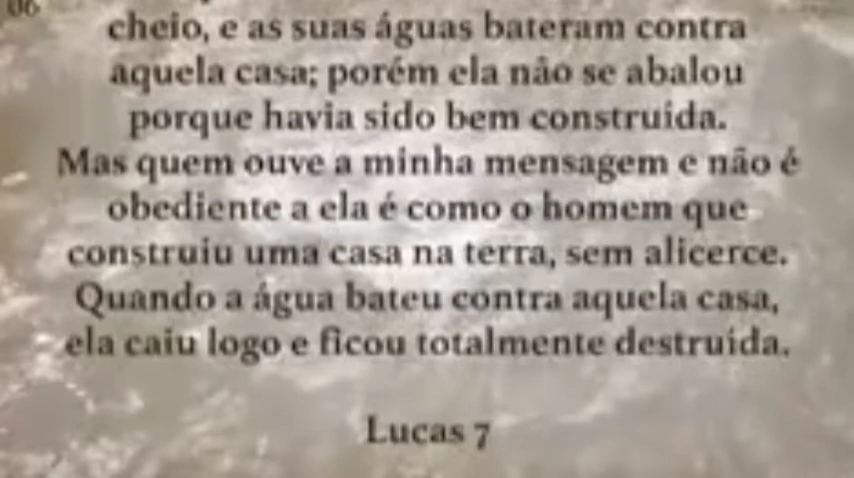 06
cheio, e as suas águas bateram contra
aquela casa; porém ela não se abalou
porque havia sido bem construída.
Mas quem ouve a minha mensagem e não é
obediente a ela é como o homem que
construiu uma casa na terra, sem alicerce.
Quando a água bateu contra aquela casa,
ela caiu logo e ficou totalmente destruída.
Lucas 7